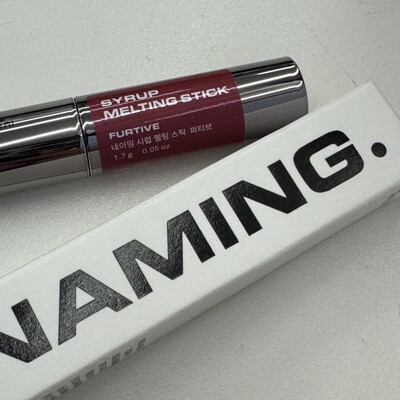 SYRUP
MELTING STICK
FURTIVE
네이밍 시럽 멜팅 스틱 퍼티브
1.7 g 0.05 oz
NAMING.